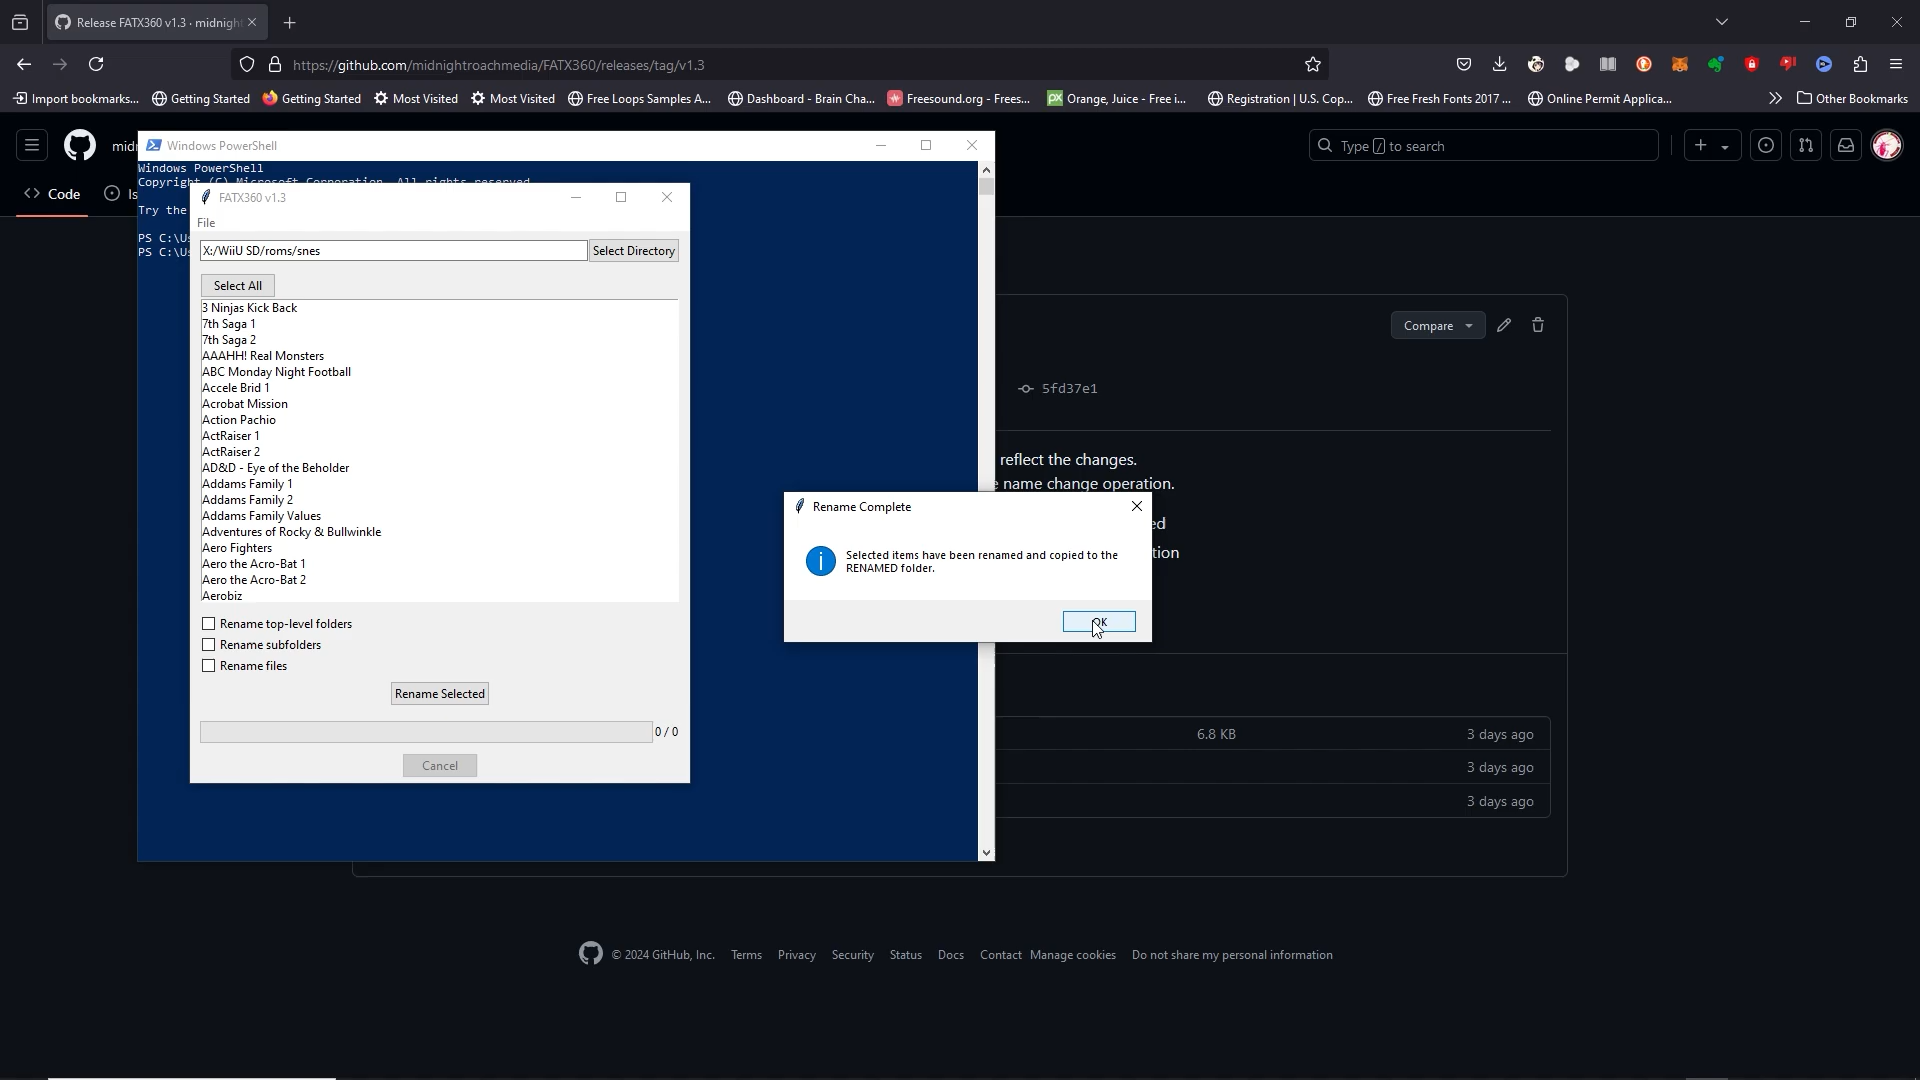 Release FATX360 v1.3 · midnigh
https://github.com/midnightroachmedia/FATX360/releases/tag/v1.3
Import bookmarks...
Getting Started
Getting Started
Most Visited
Most Visited
Free Loops Samples A...
Dashboard - Brain Cha...
Freesound.org - Frees...
Orange, Juice - Free i...
Registration | U.S. Cop...
Free Fresh Fonts 2017 ...
Online Permit Applica...
Other Bookmarks
midn
Type / to search
Code
Is
Windows PowerShell
Windows PowerShell
Copyright (C) Microsoft Corporation. All rights reserved.
Try the
PS C:\Us
PS C:\Us
FATX360 v1.3
File
X:/WiiU SD/roms/snes
Select Directory
Select All
3 Ninjas Kick Back
7th Saga 1
7th Saga 2
AAAHH! Real Monsters
ABC Monday Night Football
Accele Brid 1
Acrobat Mission
Action Pachio
ActRaiser 1
ActRaiser 2
AD&D - Eye of the Beholder
Addams Family 1
Addams Family 2
Addams Family Values
Adventures of Rocky & Bullwinkle
Aero Fighters
Aero the Acro-Bat 1
Aero the Acro-Bat 2
Aerobiz
Rename top-level folders
Rename subfolders
Rename files
Rename Selected
0 / 0
Cancel
Compare
5fd37e1
reflect the changes.
e name change operation.
ed
tion
Rename Complete
Selected items have been renamed and copied to the
RENAMED folder.
OK
6.8 KB
3 days ago
3 days ago
3 days ago
© 2024 GitHub, Inc.
Terms
Privacy
Security
Status
Docs
Contact
Manage cookies
Do not share my personal information